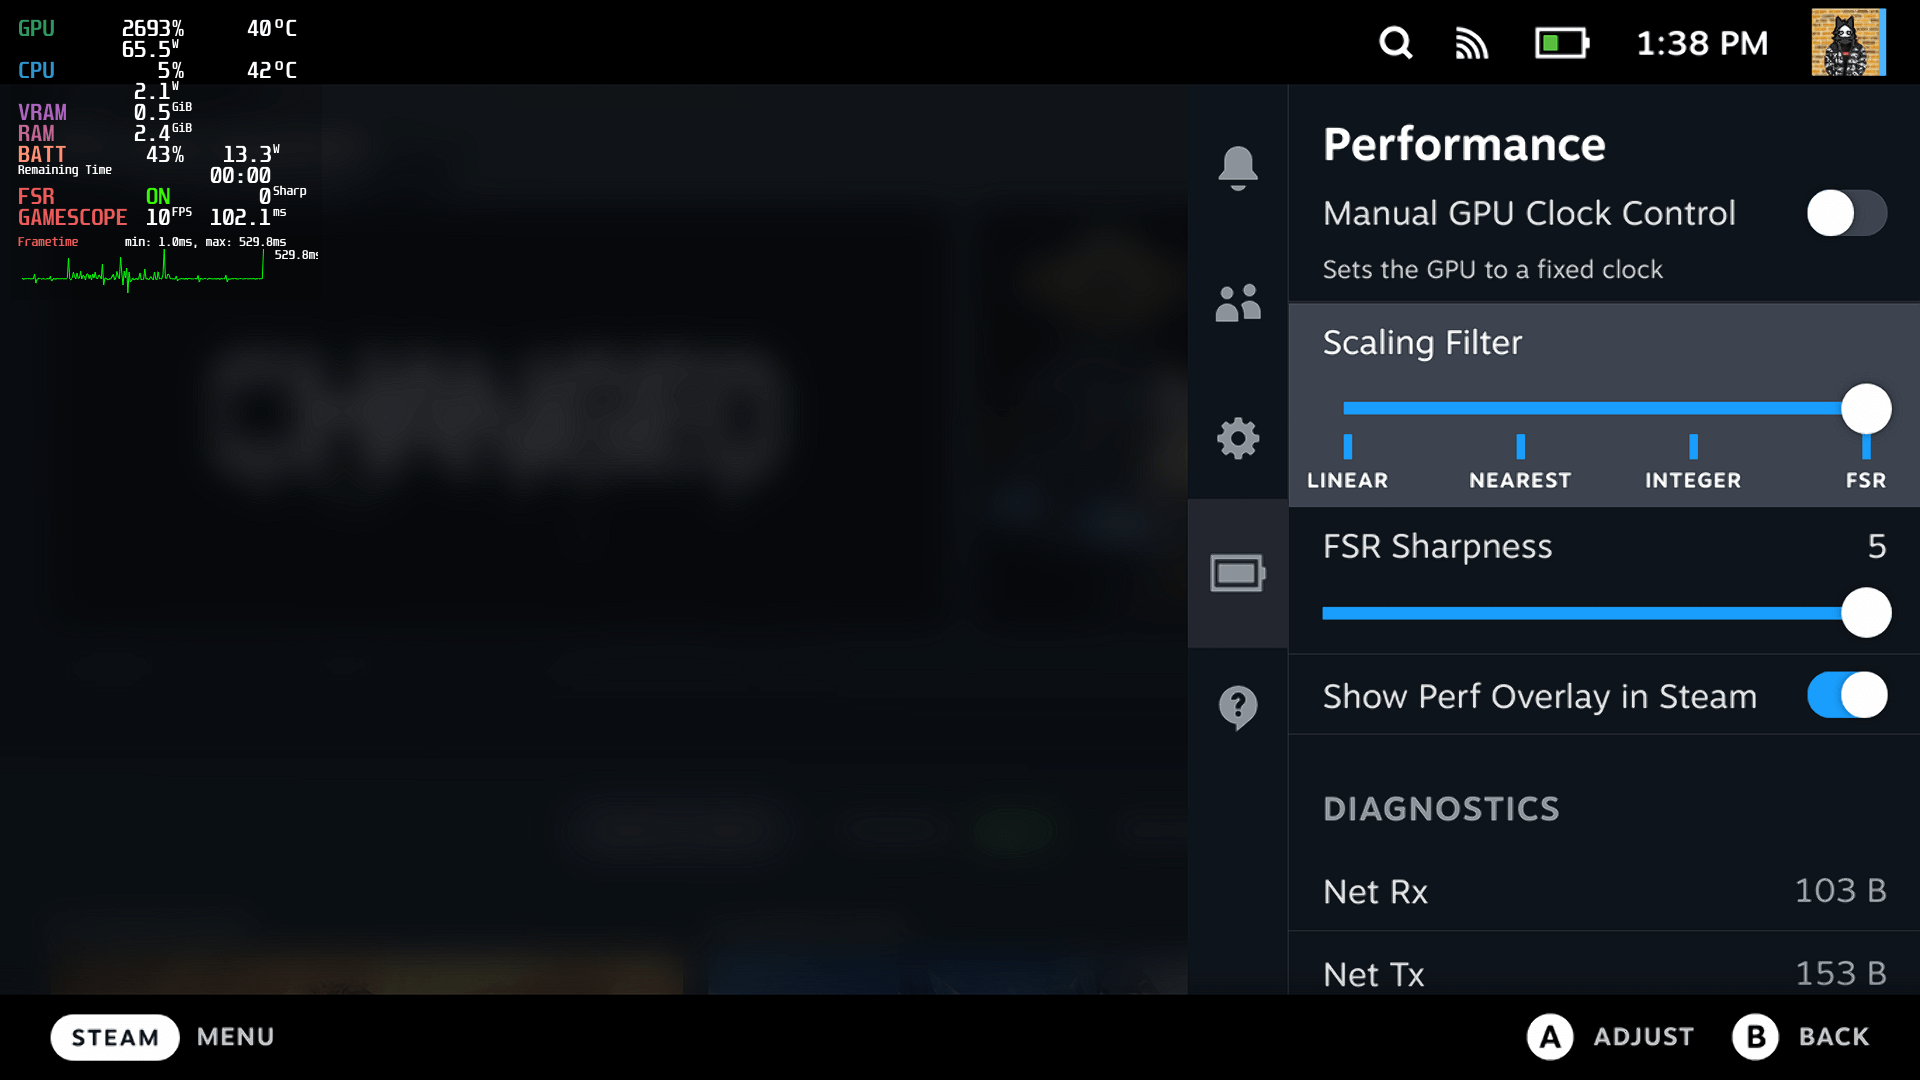 GPU 2693% 40°C
65.5W
CPU 5% 42°C
2.1W
VRAM 0.5GiB
RAM 2.4GiB
BATT 43% 13.3W
Remaining Time 00:00
FSR ON 0Sharp
GAMESCOPE 10FPS 102.1ms
Frametime min: 1.0ms, max: 529.8ms
529.8ms
1:38 PM
Performance
Manual GPU Clock Control
Sets the GPU to a fixed clock
Scaling Filter
LINEAR NEAREST INTEGER FSR
FSR Sharpness 5
Show Perf Overlay in Steam
DIAGNOSTICS
Net Rx 103 B
Net Tx 153 B
STEAM MENU
A ADJUST B BACK